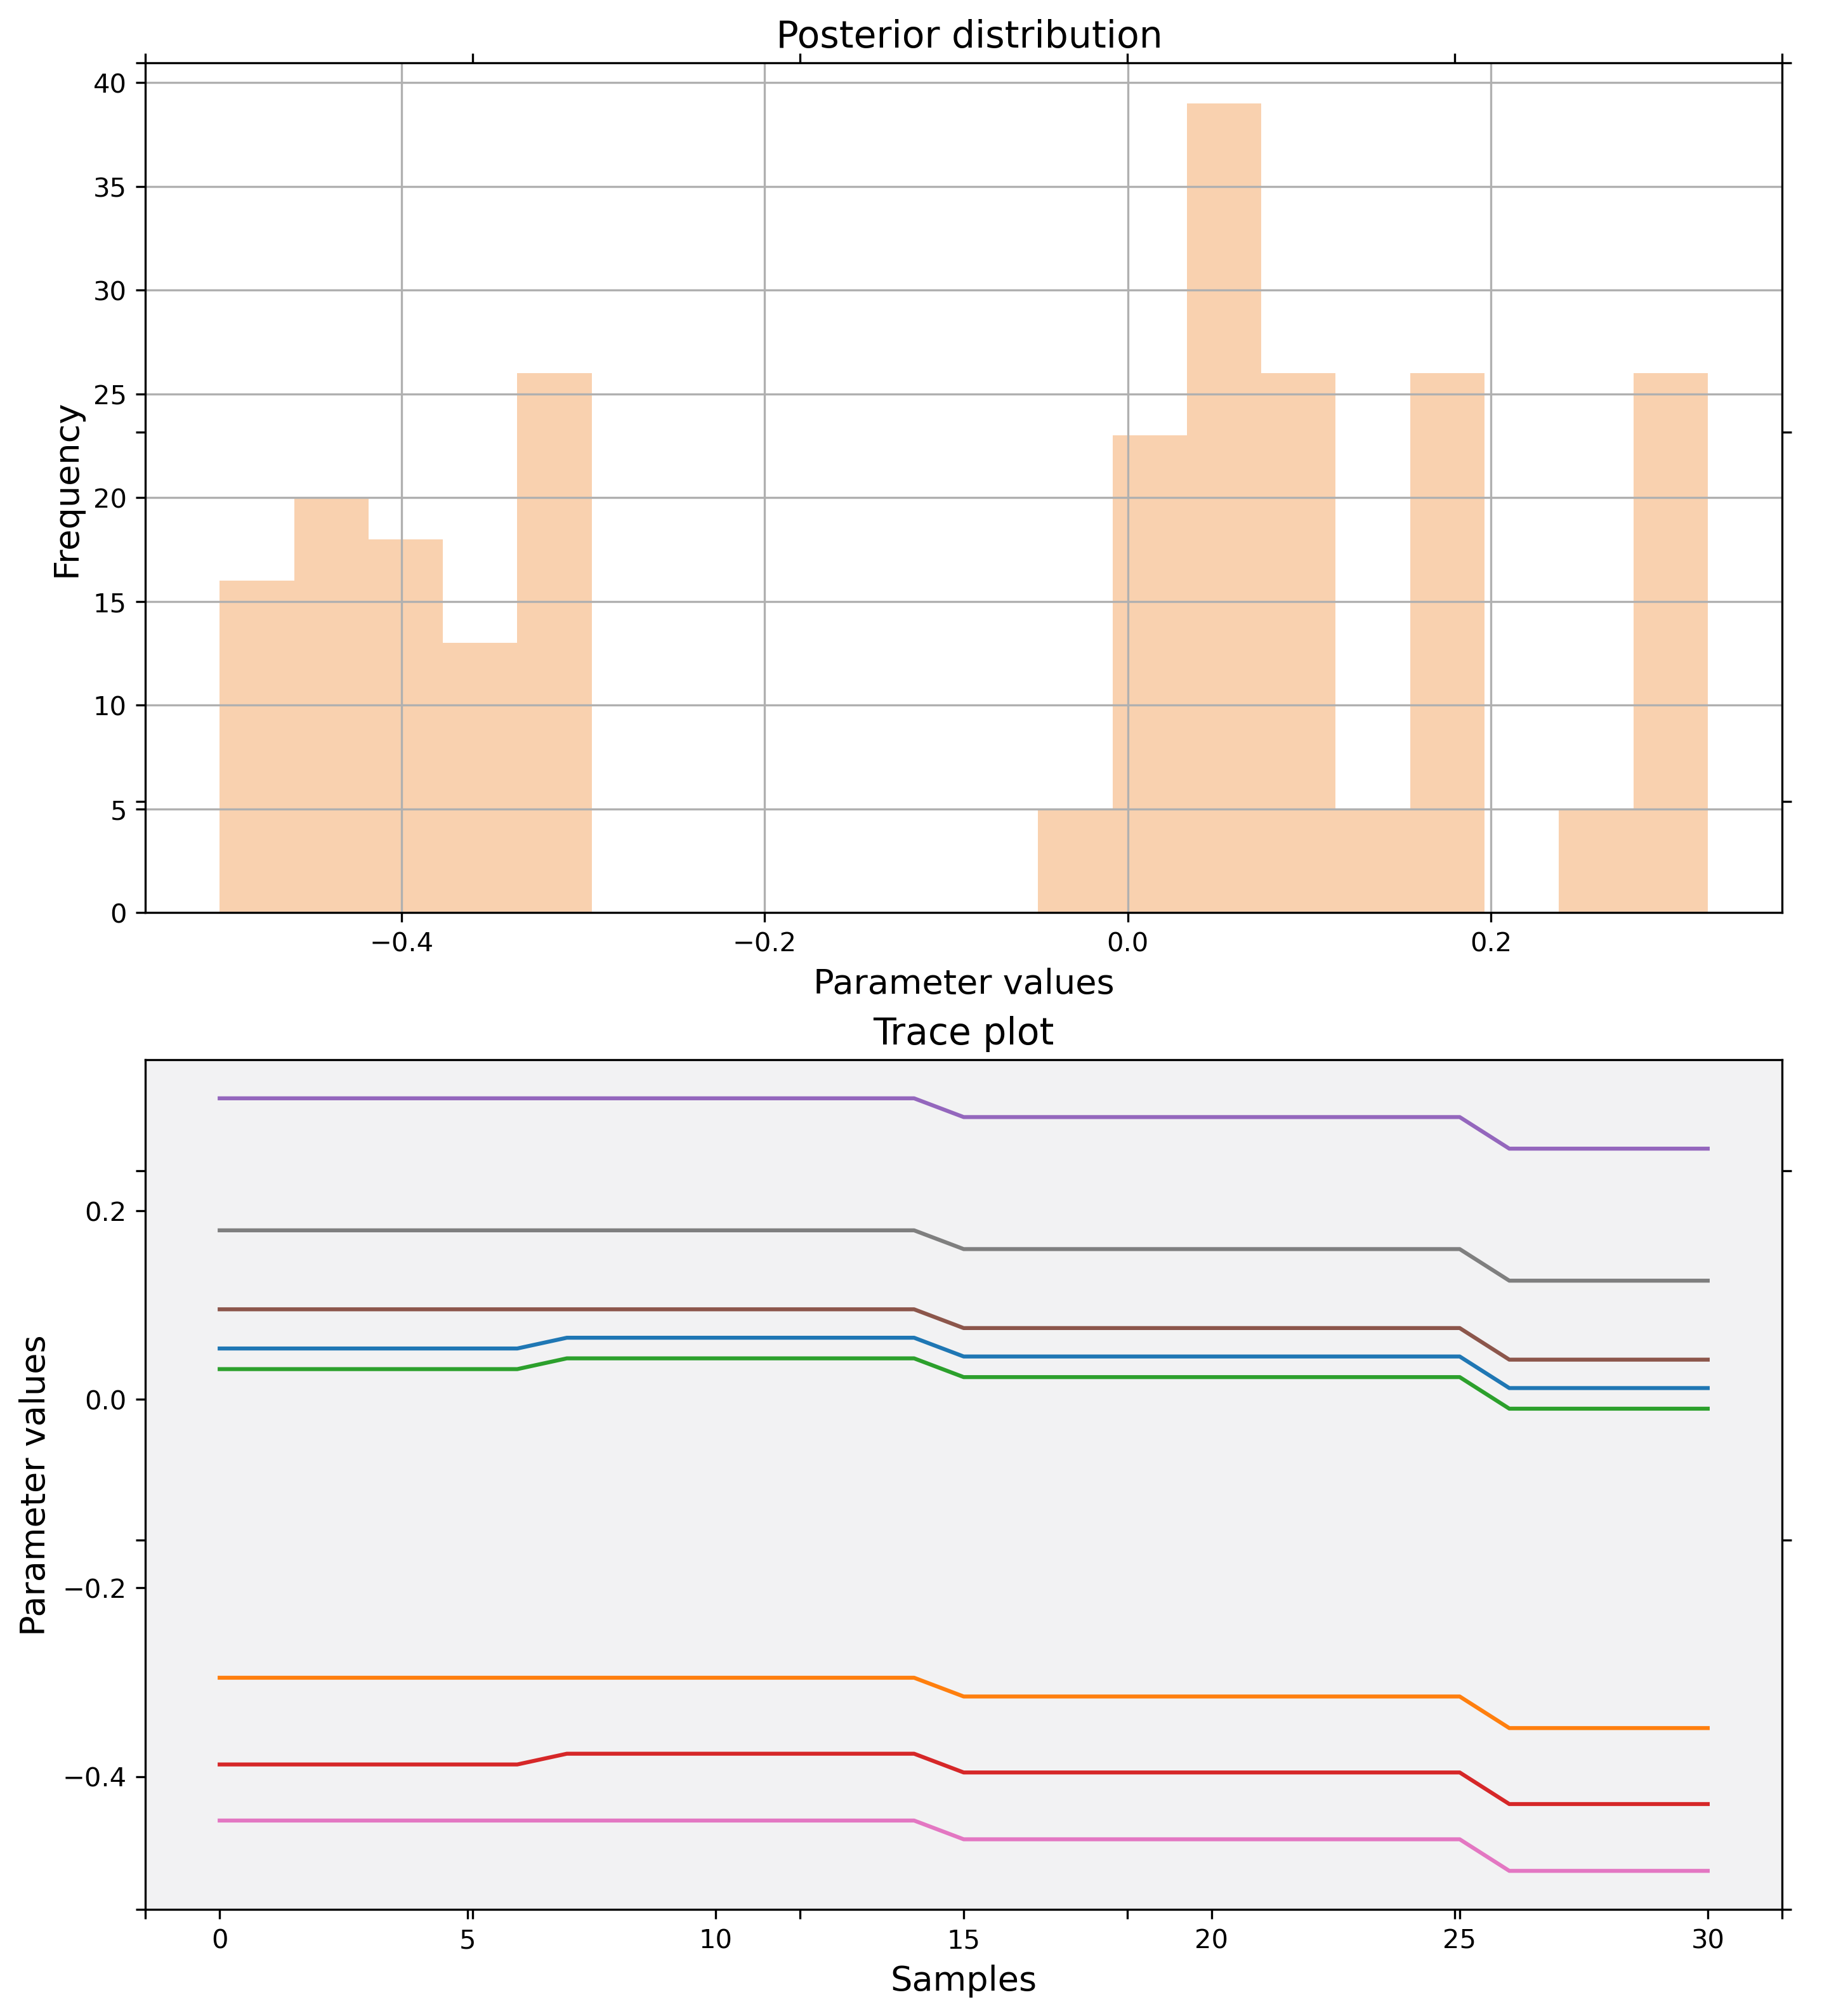 Posterior distribution
40
35
30
25
20
15
10
5
0
Frequency
−0.4 −0.2 0.0 0.2
Parameter values
Trace plot
0.2
0.0
−0.2
−0.4
Parameter values
0 5 10 15 20 25 30
Samples